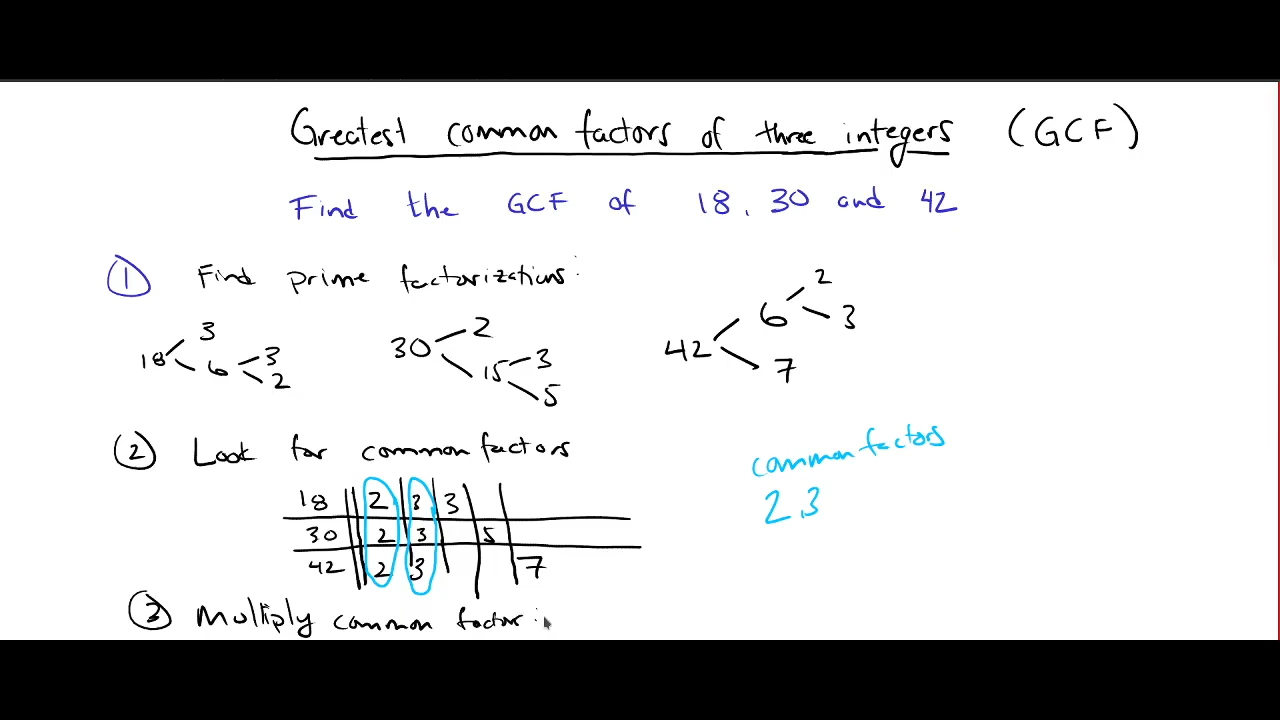 Greatest common factors of three integers (GCF)
Find the GCF of 18, 30 and 42
① Find prime factorizations:
18 3 6 3 2
30 2 15 3 5
42 6 2 3 7
② Look for common factors
18 2 3 3
30 2 3 5
42 2 3 7
common factors
2,3
③ Multiply common factor: